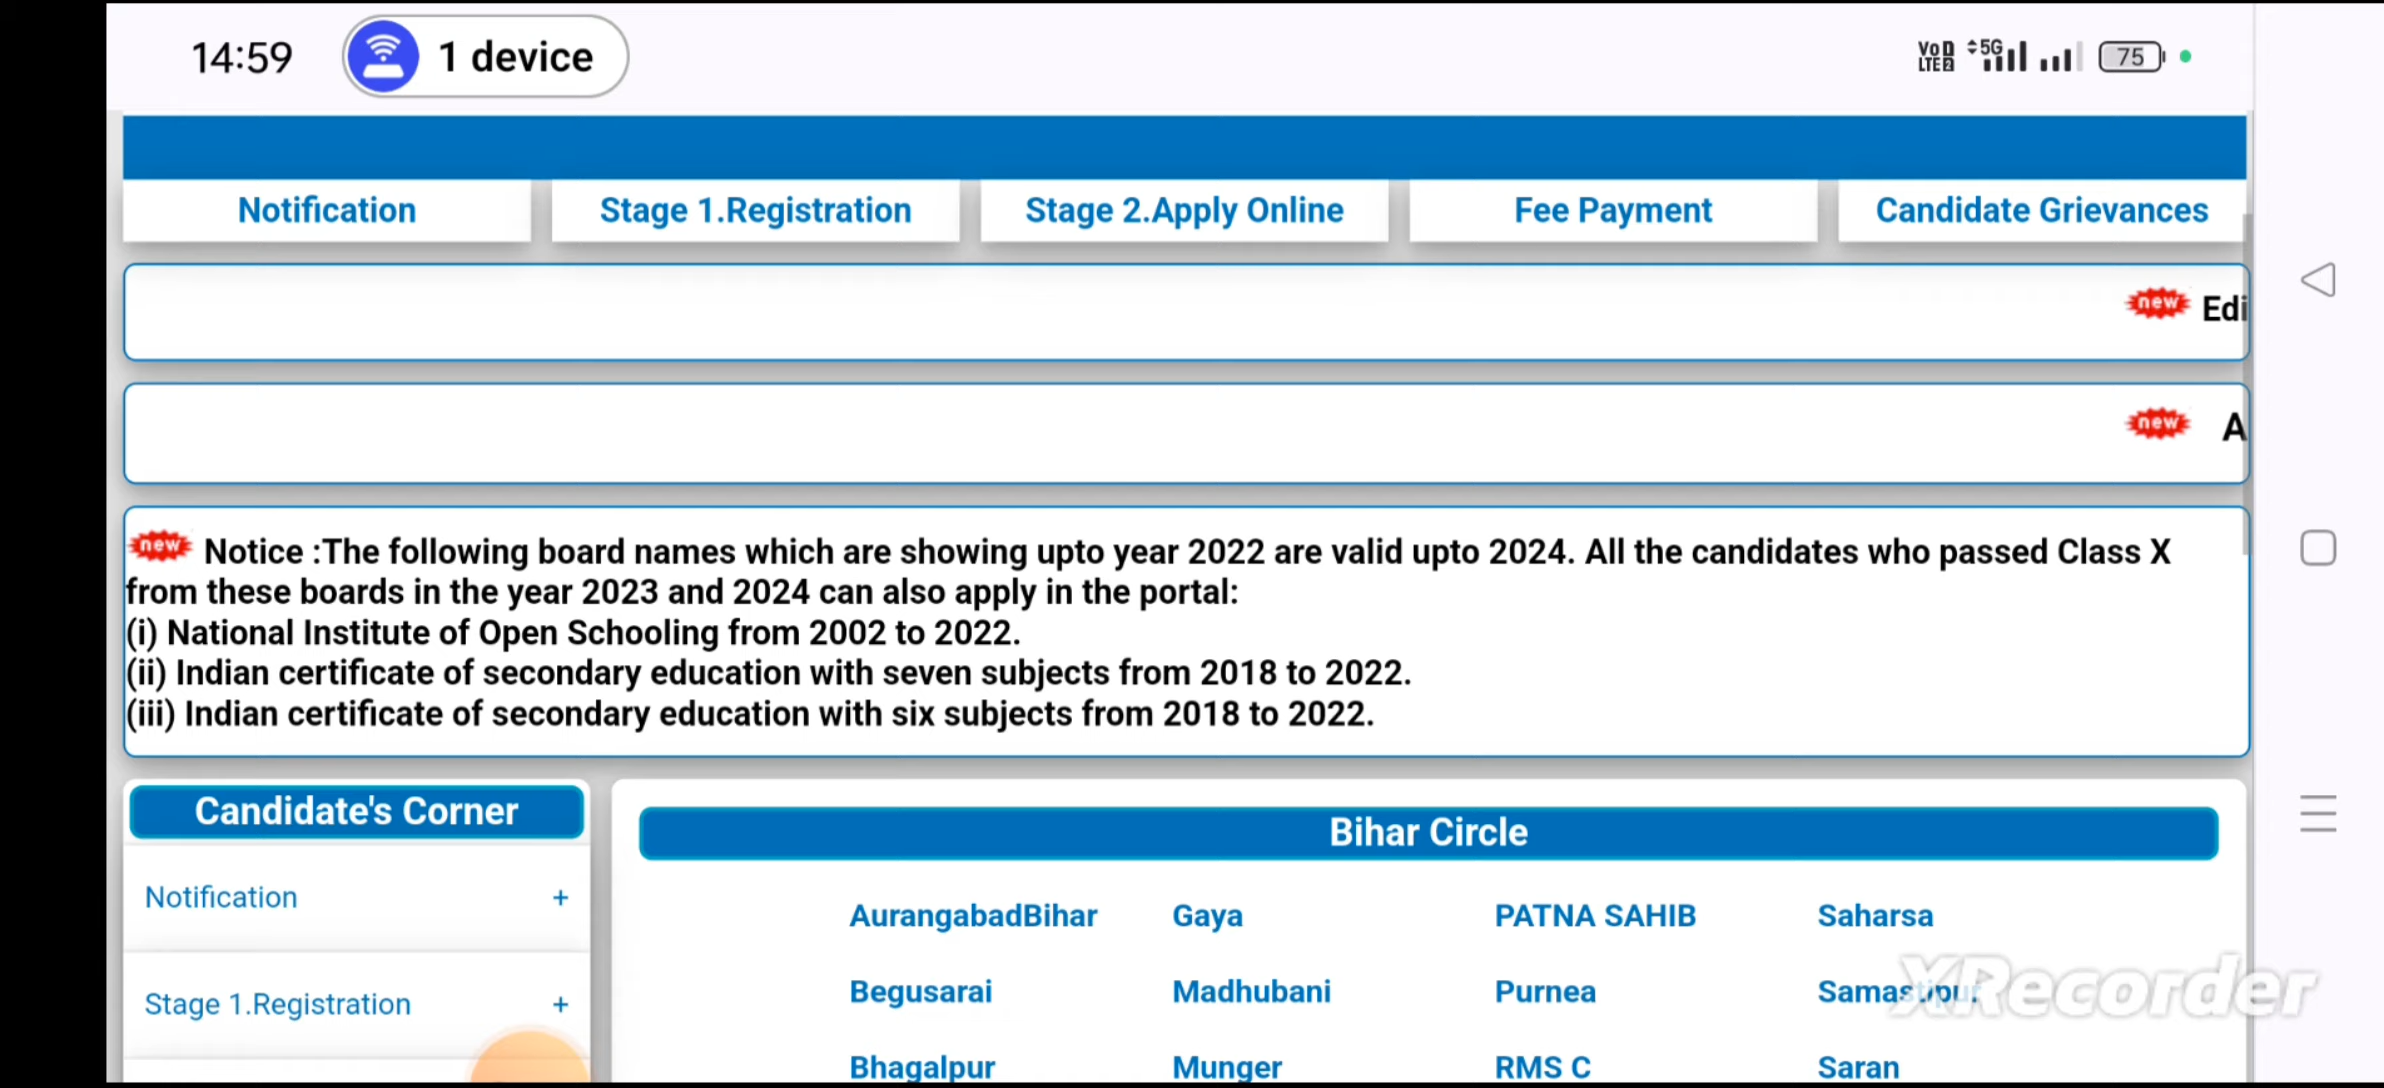 14:59
1 device
VoD
LTE2
5G
75
Notification
Stage 1.Registration
Stage 2.Apply Online
Fee Payment
Candidate Grievances
new Edi
new A
new Notice :The following board names which are showing upto year 2022 are valid upto 2024. All the candidates who passed Class X
from these boards in the year 2023 and 2024 can also apply in the portal:
(i) National Institute of Open Schooling from 2002 to 2022.
(ii) Indian certificate of secondary education with seven subjects from 2018 to 2022.
(iii) Indian certificate of secondary education with six subjects from 2018 to 2022.
Candidate's Corner
Notification +
Stage 1.Registration +
Bihar Circle
AurangabadBihar Gaya PATNA SAHIB Saharsa
Begusarai Madhubani Purnea Samastipur
Bhagalpur Munger RMS C Saran
XRecorder